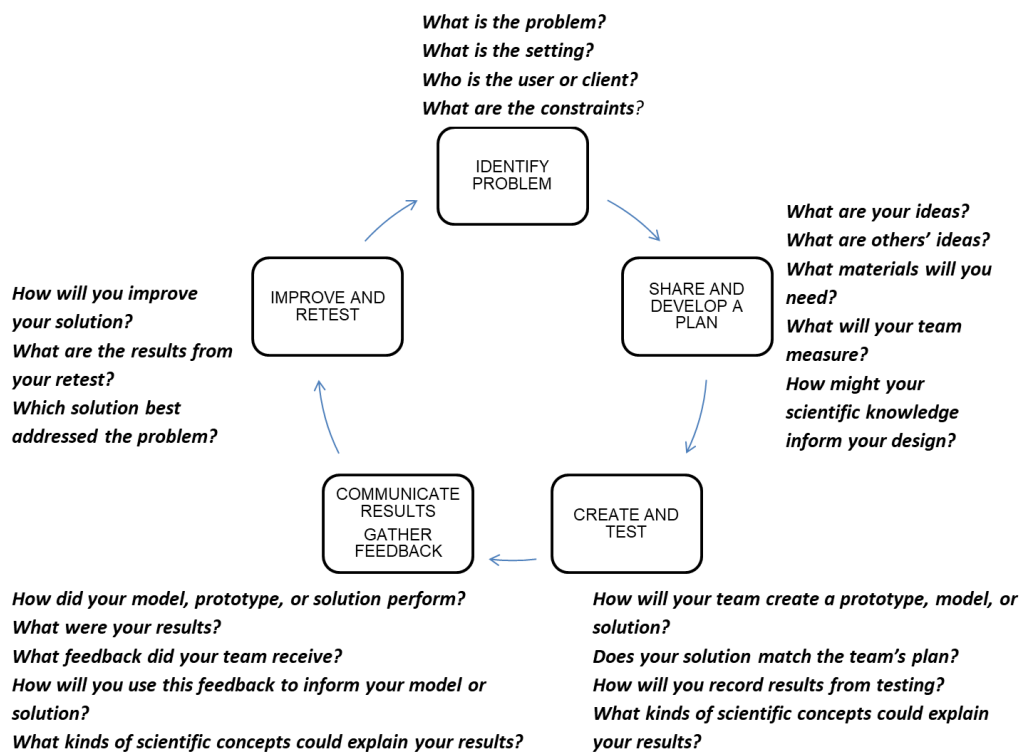 What is the problem?
What is the setting?
Who is the user or client?
What are the constraints?
IDENTIFY
PROBLEM
What are your ideas?
What are others’ ideas?
What materials will you
need?
What will your team
measure?
How might your
scientific knowledge
inform your design?
SHARE AND
DEVELOP A
PLAN
CREATE AND
TEST
How will your team create a prototype, model, or
solution?
Does your solution match the team’s plan?
How will you record results from testing?
What kinds of scientific concepts could explain
your results?
COMMUNICATE
RESULTS
GATHER
FEEDBACK
How did your model, prototype, or solution perform?
What were your results?
What feedback did your team receive?
How will you use this feedback to inform your model or
solution?
What kinds of scientific concepts could explain your results?
IMPROVE AND
RETEST
How will you improve
your solution?
What are the results from
your retest?
Which solution best
addressed the problem?